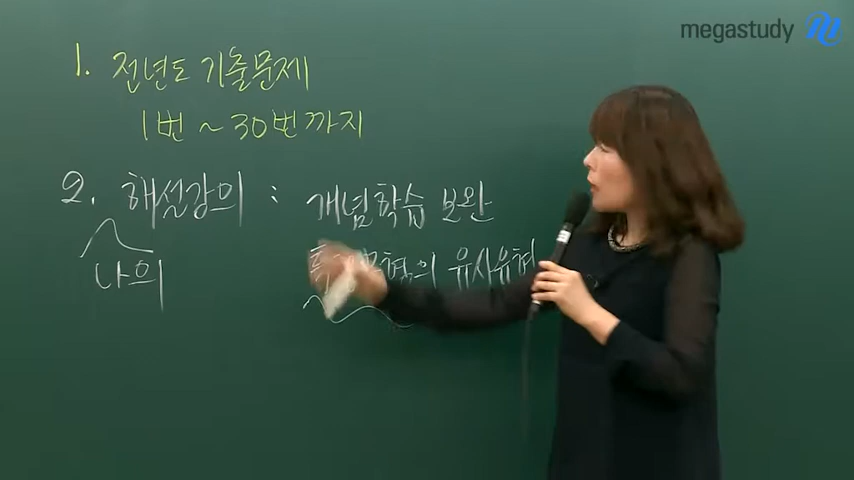 megastudy
1. 전년도 기출문제
1번 ~ 30번 까지
2. 해설강의 : 개념학습 보완
나의
유사유형